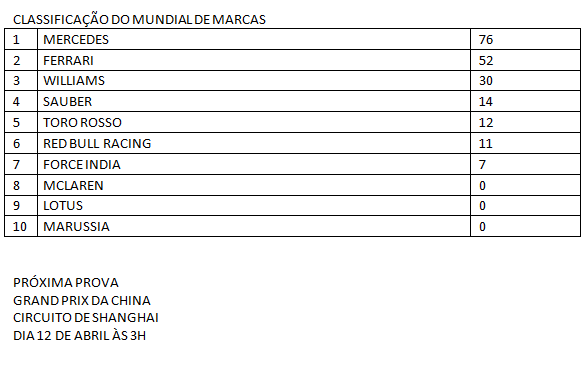 CLASSIFICAÇÃO DO MUNDIAL DE MARCAS
1 MERCEDES 76
2 FERRARI 52
3 WILLIAMS 30
4 SAUBER 14
5 TORO ROSSO 12
6 RED BULL RACING 11
7 FORCE INDIA 7
8 MCLAREN 0
9 LOTUS 0
10 MARUSSIA 0
PRÓXIMA PROVA
GRAND PRIX DA CHINA
CIRCUITO DE SHANGHAI
DIA 12 DE ABRIL ÀS 3H